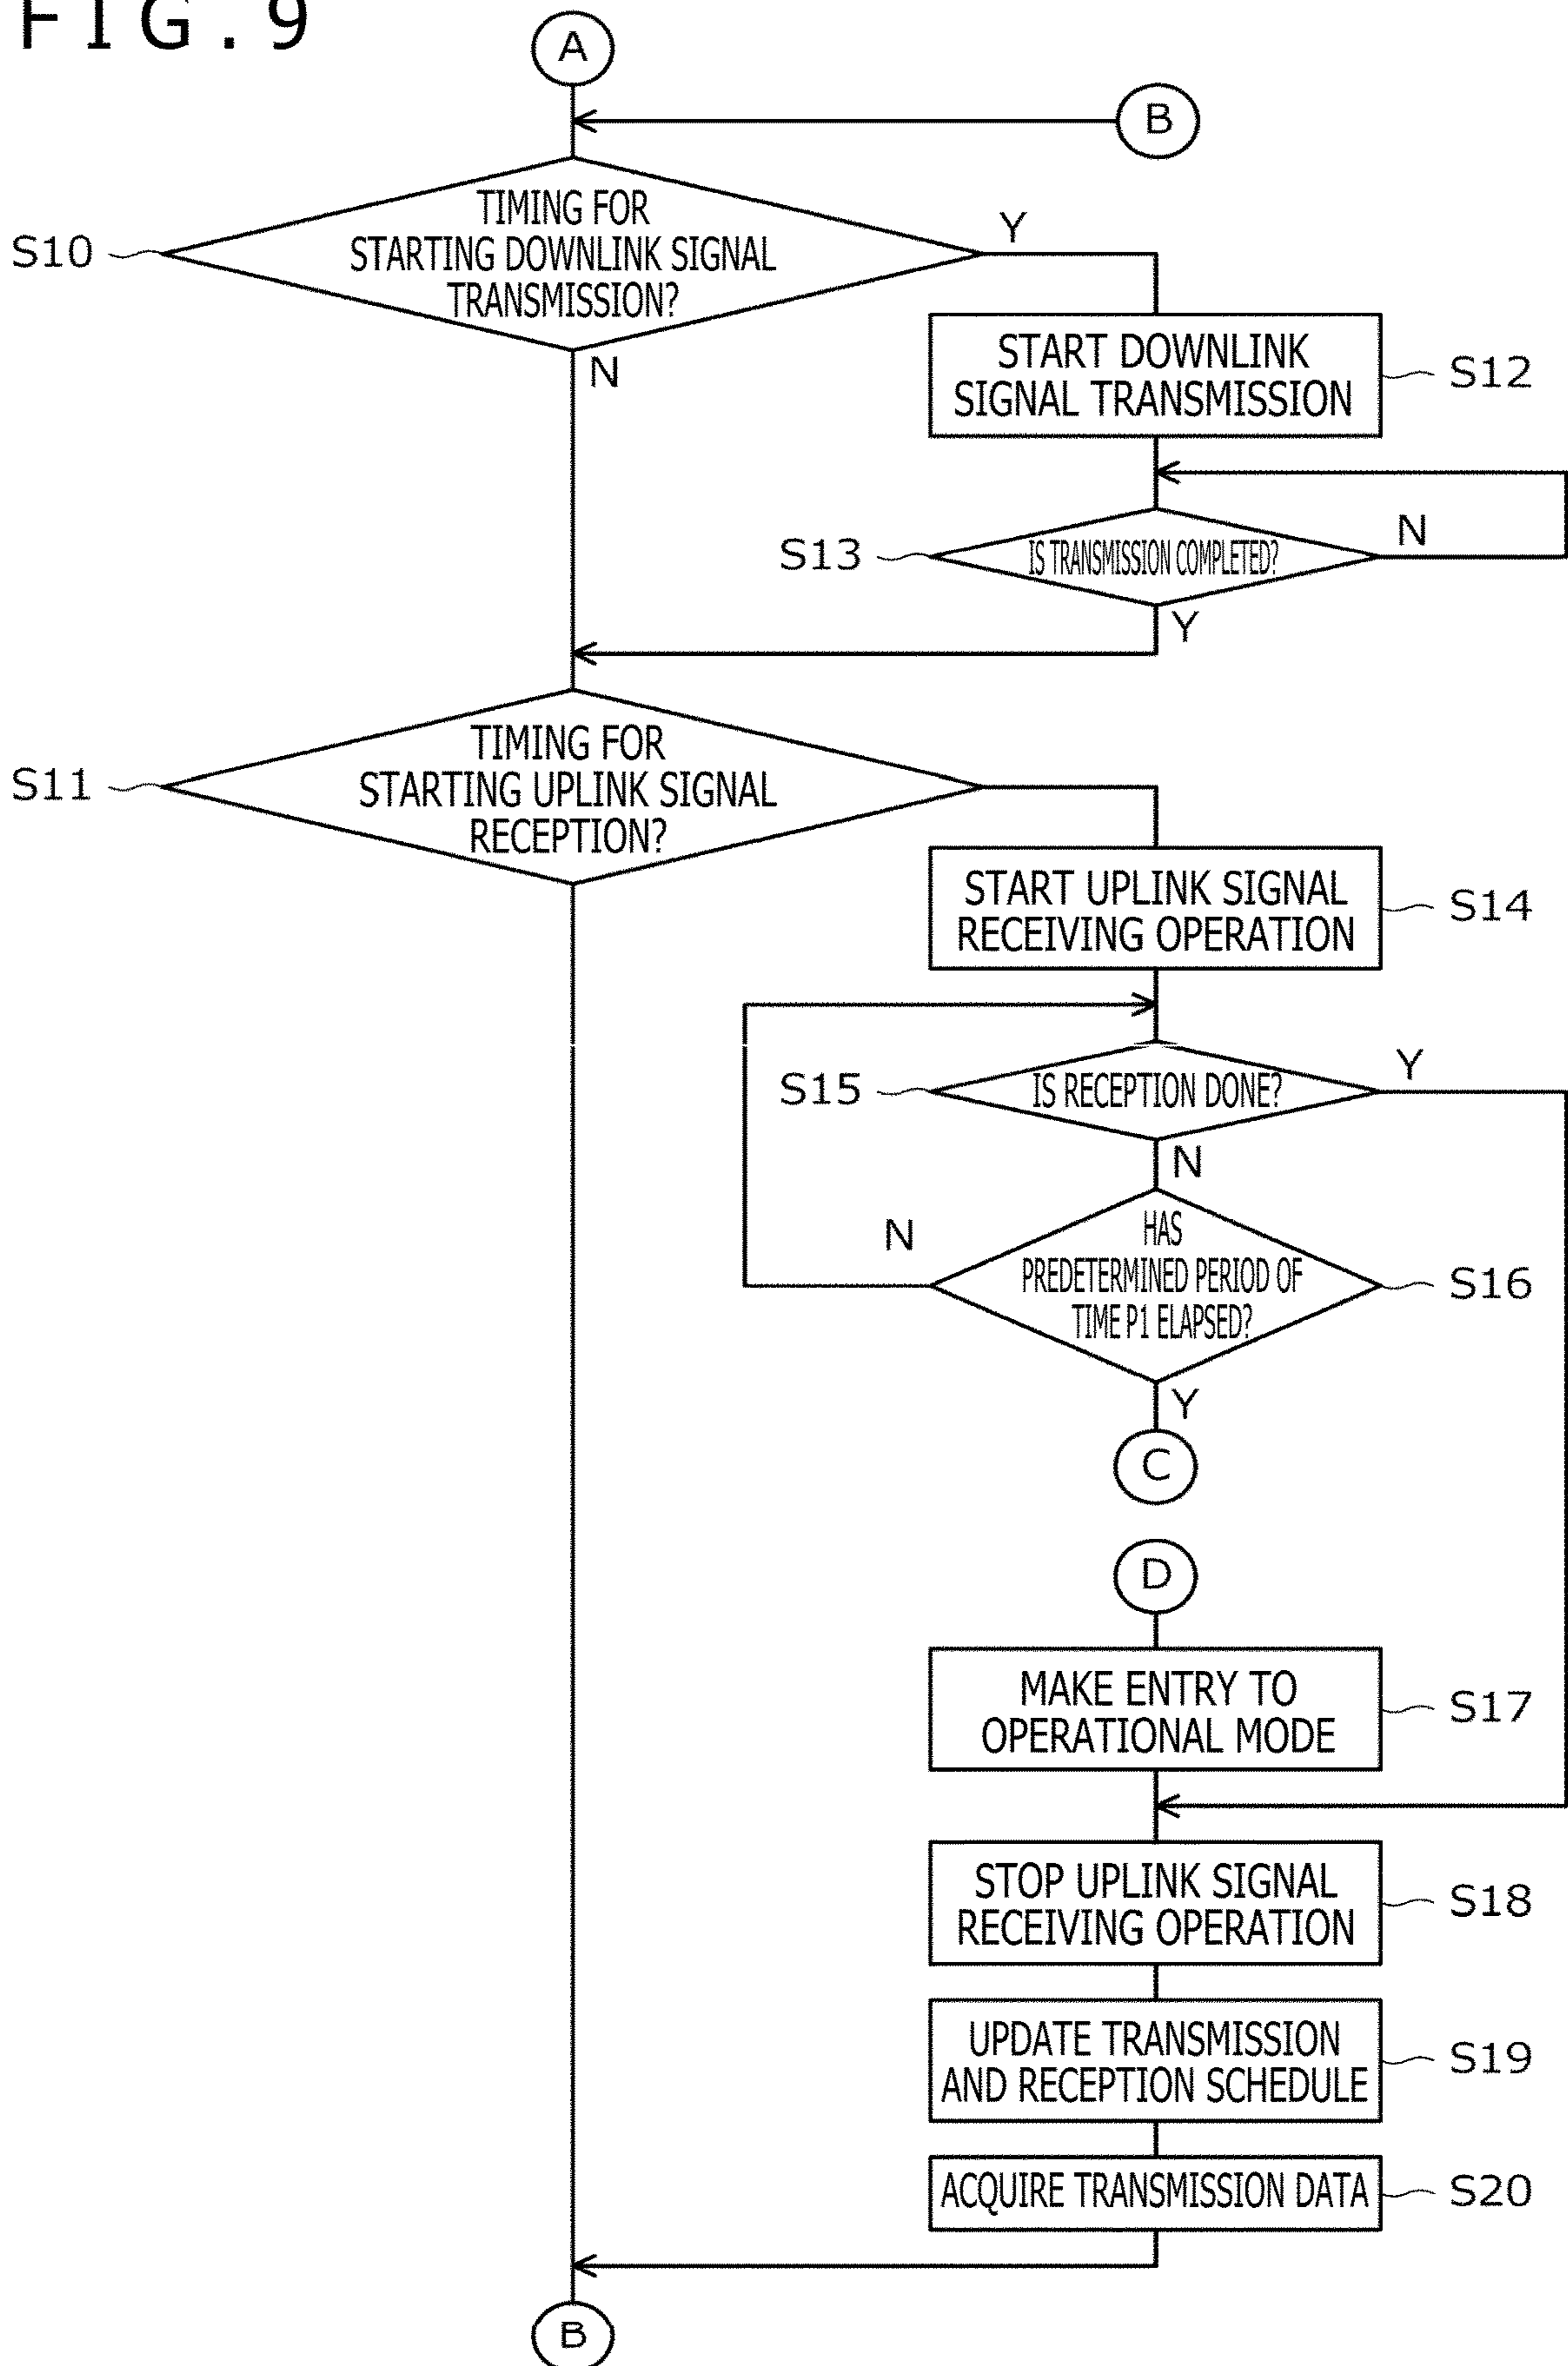 FIG.9
A
B
TIMING FOR
STARTING DOWNLINK SIGNAL
TRANSMISSION?
S10
Y
N
START DOWNLINK
SIGNAL TRANSMISSION
S12
S13
IS TRANSMISSION COMPLETED?
N
Y
TIMING FOR
STARTING UPLINK SIGNAL
RECEPTION?
S11
START UPLINK SIGNAL
RECEIVING OPERATION
S14
S15
IS RECEPTION DONE?
Y
N
HAS
PREDETERMINED PERIOD OF
TIME P1 ELAPSED?
N
S16
Y
C
D
MAKE ENTRY TO
OPERATIONAL MODE
S17
STOP UPLINK SIGNAL
RECEIVING OPERATION
S18
UPDATE TRANSMISSION
AND RECEPTION SCHEDULE
S19
ACQUIRE TRANSMISSION DATA
S20
B